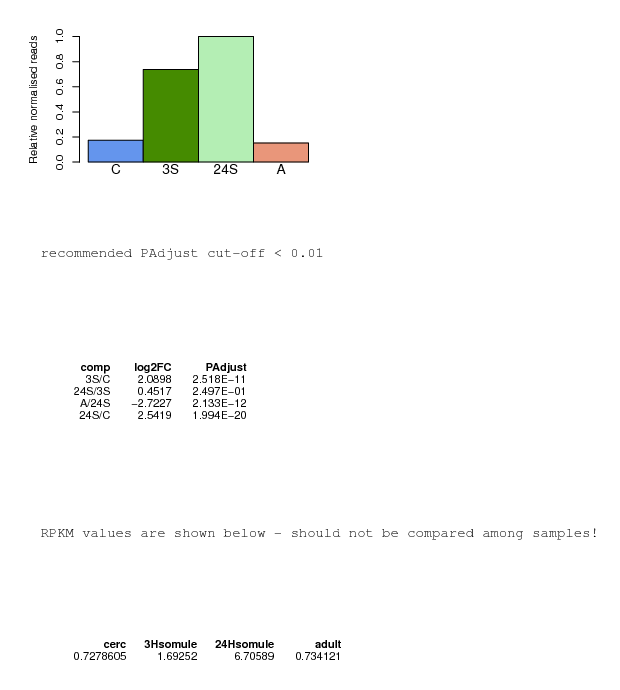 Relative normalised reads
1.0
0.8
0.6
0.4
0.2
0.0
C 3S 24S A
recommended PAdjust cut-off < 0.01
comp log2FC PAdjust
3S/C 2.0898 2.518E−11
24S/3S 0.4517 2.497E−01
A/24S −2.7227 2.133E−12
24S/C 2.5419 1.994E−20
RPKM values are shown below - should not be compared among samples!
cerc 3Hsomule 24Hsomule adult
0.7278605 1.69252 6.70589 0.734121